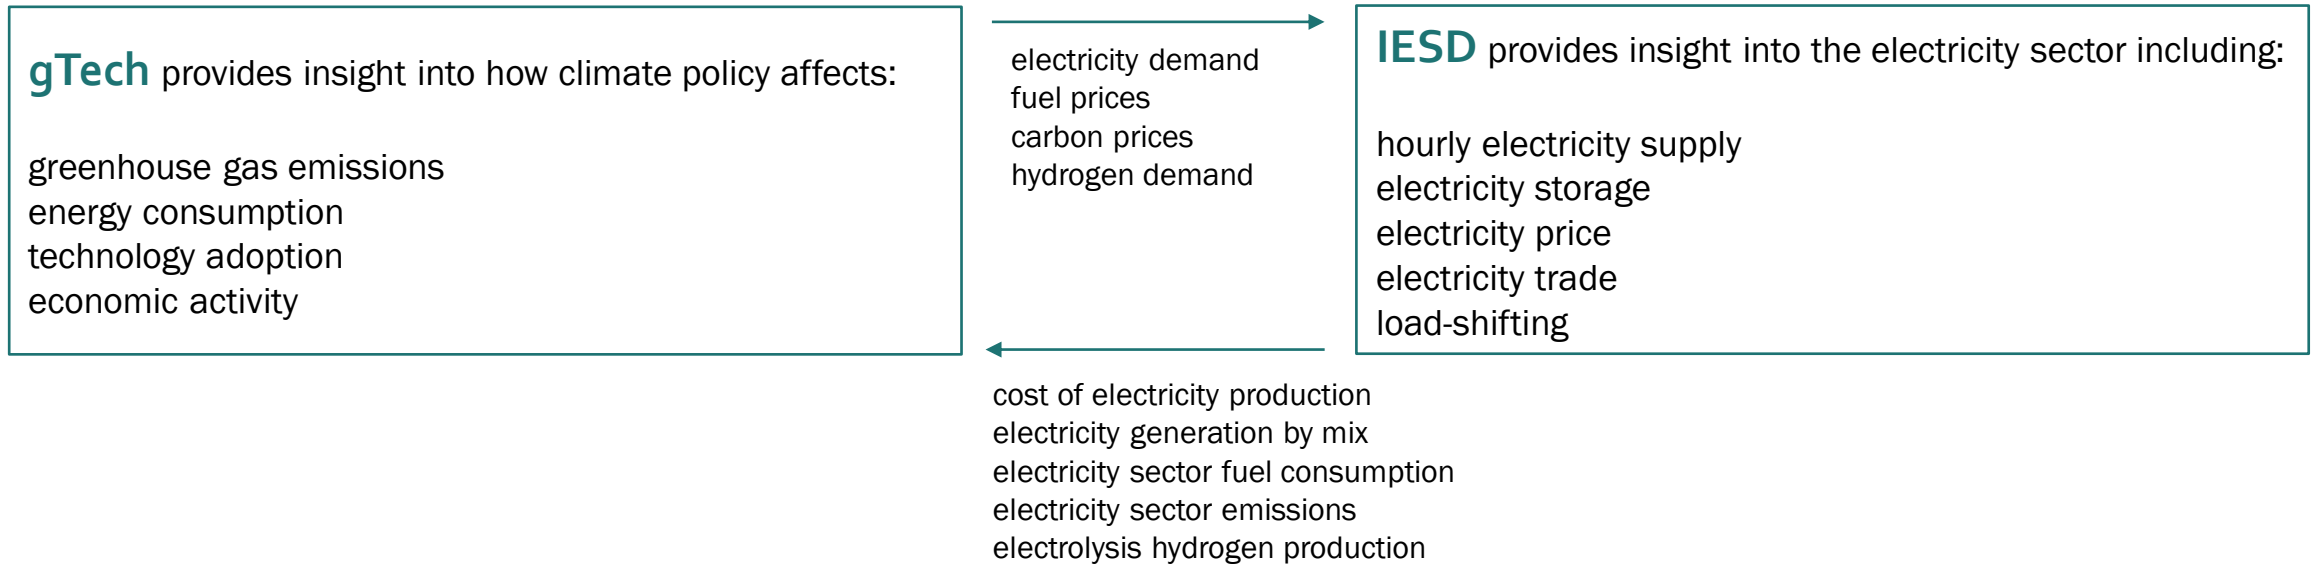 gTech provides insight into how climate policy affects:
greenhouse gas emissions
energy consumption
technology adoption
economic activity
electricity demand
fuel prices
carbon prices
hydrogen demand
IESD provides insight into the electricity sector including:
hourly electricity supply
electricity storage
electricity price
electricity trade
load-shifting
cost of electricity production
electricity generation by mix
electricity sector fuel consumption
electricity sector emissions
electrolysis hydrogen production